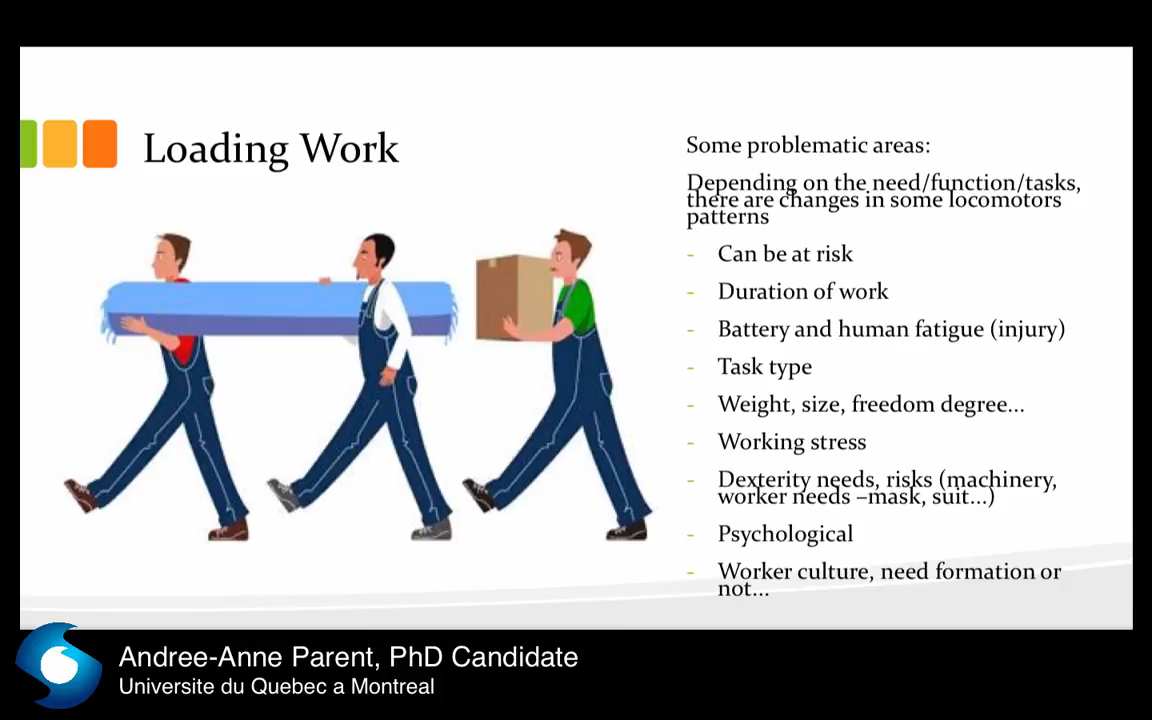 Loading Work
Some problematic areas:
Depending on the need/function/tasks,
there are changes in some locomotors
patterns
- Can be at risk
- Duration of work
- Battery and human fatigue (injury)
- Task type
- Weight, size, freedom degree...
- Working stress
- Dexterity needs, risks (machinery,
worker needs –mask, suit...)
- Psychological
- Worker culture, need formation or
not...
Andree-Anne Parent, PhD Candidate
Universite du Quebec a Montreal